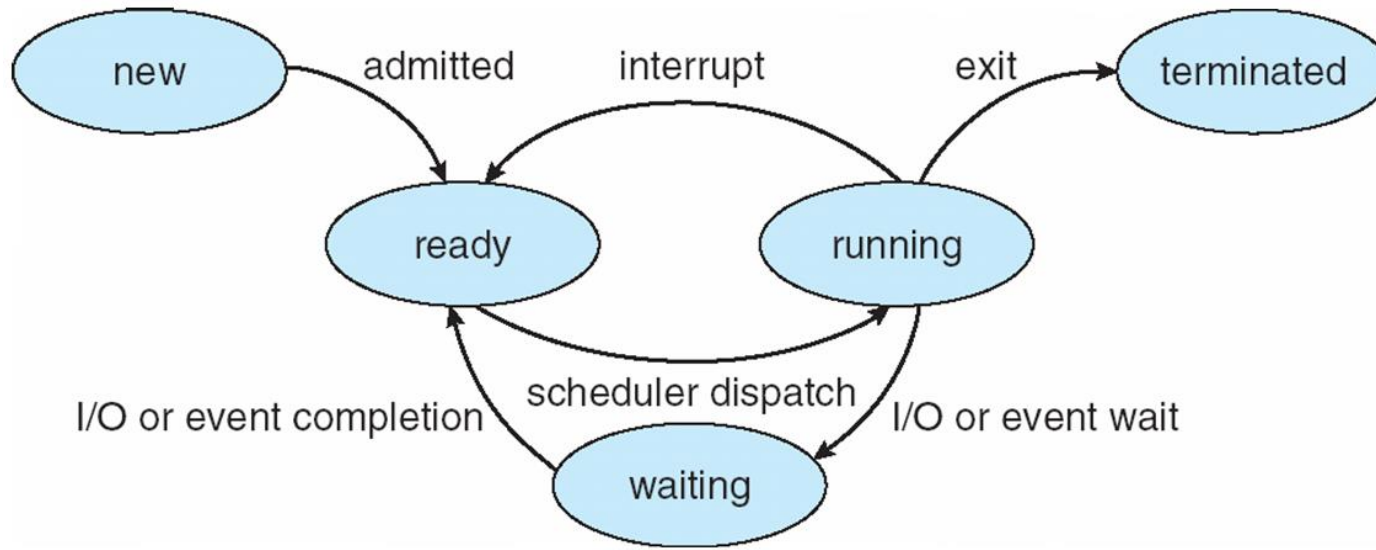 new
admitted
interrupt
exit
terminated
ready
running
scheduler dispatch
I/O or event completion
I/O or event wait
waiting